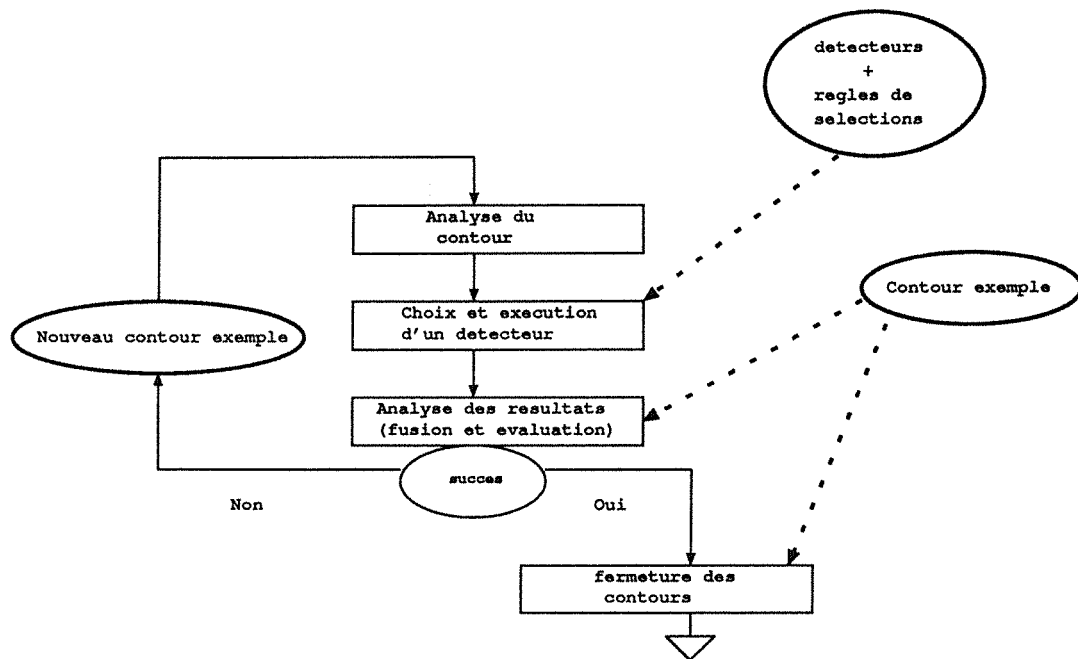 detecteurs
+
regles de
selections
Analyse du
contour
Choix et execution
d'un detecteur
Contour exemple
Nouveau contour exemple
Analyse des resultats
(fusion et evaluation)
succes
Non
Oui
fermeture des
contours